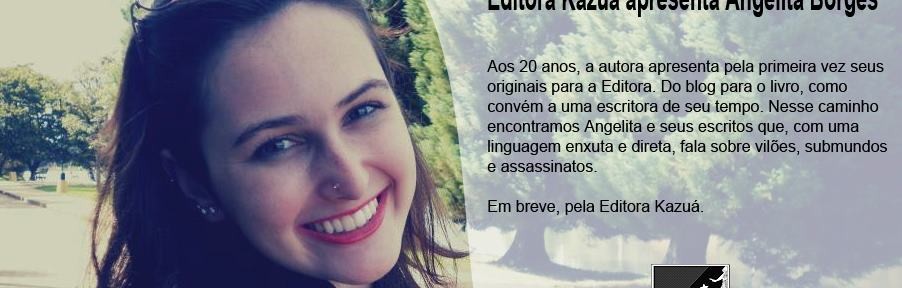 Editora Kazuá apresenta Angelita Borges
Aos 20 anos, a autora apresenta pela primeira vez seus
originais para a Editora. Do blog para o livro, como
convém a uma escritora de seu tempo. Nesse caminho
encontramos Angelita e seus escritos que, com uma
linguagem enxuta e direta, fala sobre vilões, submundos
e assassinatos.
Em breve, pela Editora Kazuá.